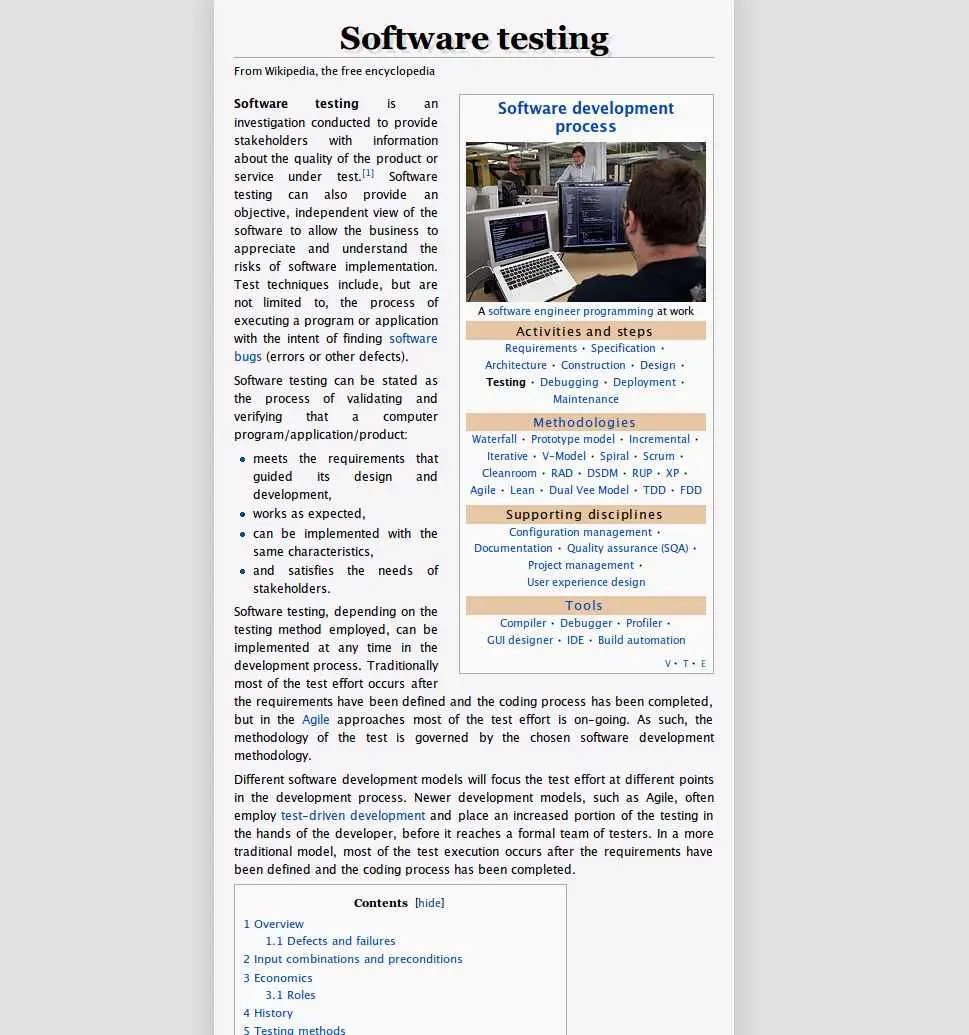 Software testing
From Wikipedia, the free encyclopedia
Software testing is an
investigation conducted to provide
stakeholders with information
about the quality of the product or
service under test.[1] Software
testing can also provide an
objective, independent view of the
software to allow the business to
appreciate and understand the
risks of software implementation.
Test techniques include, but are
not limited to, the process of
executing a program or application
with the intent of finding software
bugs (errors or other defects).
Software testing can be stated as
the process of validating and
verifying that a computer
program/application/product:
• meets the requirements that
guided its design and
development,
• works as expected,
• can be implemented with the
same characteristics,
• and satisfies the needs of
stakeholders.
Software testing, depending on the
testing method employed, can be
implemented at any time in the
development process. Traditionally
most of the test effort occurs after
the requirements have been defined and the coding process has been completed,
but in the Agile approaches most of the test effort is on-going. As such, the
methodology of the test is governed by the chosen software development
methodology.
Different software development models will focus the test effort at different points
in the development process. Newer development models, such as Agile, often
employ test-driven development and place an increased portion of the testing in
the hands of the developer, before it reaches a formal team of testers. In a more
traditional model, most of the test execution occurs after the requirements have
been defined and the coding process has been completed.
Software development
process
A software engineer programming at work
Activities and steps
Requirements · Specification ·
Architecture · Construction · Design ·
Testing · Debugging · Deployment ·
Maintenance
Methodologies
Waterfall · Prototype model · Incremental ·
Iterative · V-Model · Spiral · Scrum ·
Cleanroom · RAD · DSDM · RUP · XP ·
Agile · Lean · Dual Vee Model · TDD · FDD
Supporting disciplines
Configuration management ·
Documentation · Quality assurance (SQA) ·
Project management ·
User experience design
Tools
Compiler · Debugger · Profiler ·
GUI designer · IDE · Build automation
V · T · E
Contents [hide]
1 Overview
1.1 Defects and failures
2 Input combinations and preconditions
3 Economics
3.1 Roles
4 History
5 Testing methods